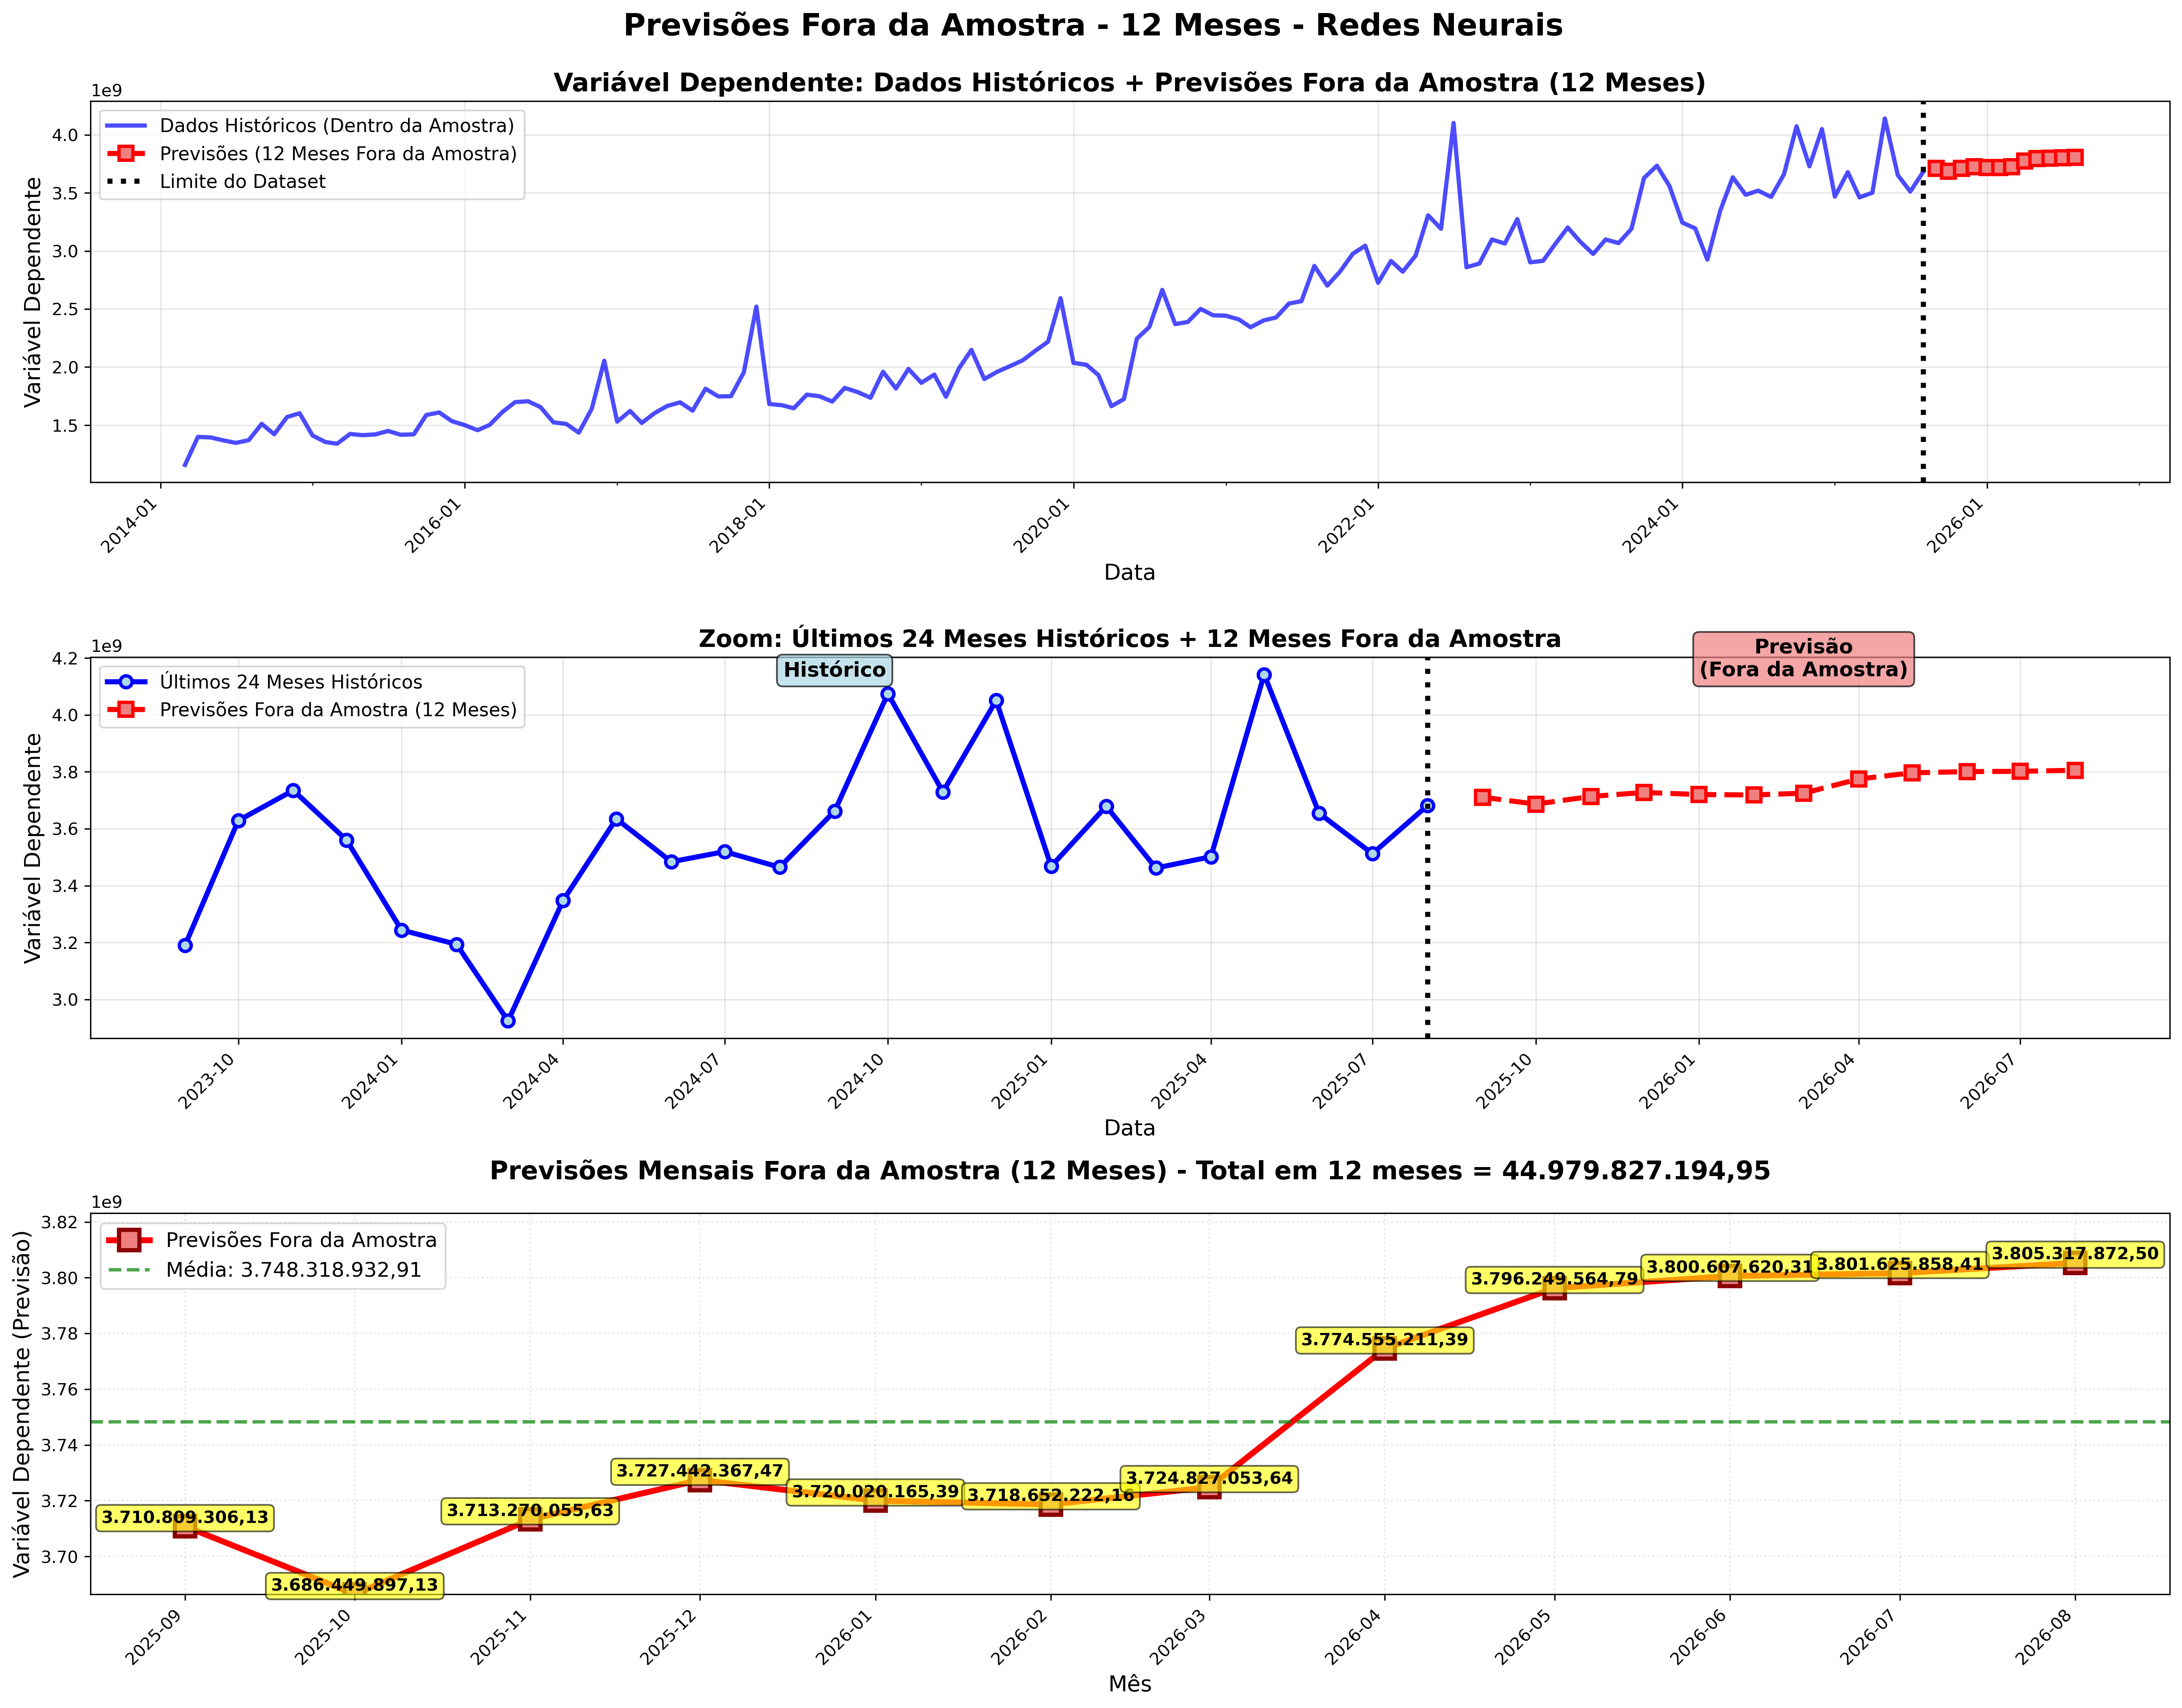 Previsões Fora da Amostra - 12 Meses - Redes Neurais
Variável Dependente: Dados Históricos + Previsões Fora da Amostra (12 Meses)
1e9
Dados Históricos (Dentro da Amostra)
Previsões (12 Meses Fora da Amostra)
Limite do Dataset
Variável Dependente
4.0
3.5
3.0
2.5
2.0
1.5
2014-01
2016-01
2018-01
2020-01
2022-01
2024-01
2026-01
Data
Zoom: Últimos 24 Meses Históricos + 12 Meses Fora da Amostra
1e9
Últimos 24 Meses Históricos
Previsões Fora da Amostra (12 Meses)
Histórico
Previsão
(Fora da Amostra)
Variável Dependente
4.2
4.0
3.8
3.6
3.4
3.2
3.0
2023-10
2024-01
2024-04
2024-07
2024-10
2025-01
2025-04
2025-07
2025-10
2026-01
2026-04
2026-07
Data
Previsões Mensais Fora da Amostra (12 Meses) - Total em 12 meses = 44.979.827.194,95
1e9
Previsões Fora da Amostra
Média: 3.748.318.932,91
Variável Dependente (Previsão)
3.82
3.80
3.78
3.76
3.74
3.72
3.70
3.710.809.306,13
3.686.449.897,13
3.713.270.055,63
3.727.442.367,47
3.720.020.165,39
3.718.652.222,16
3.724.827.053,64
3.774.555.211,39
3.796.249.564,79
3.800.607.620,31
3.801.625.858,41
3.805.317.872,50
2025-09
2025-10
2025-11
2025-12
2026-01
2026-02
2026-03
2026-04
2026-05
2026-06
2026-07
2026-08
Mês